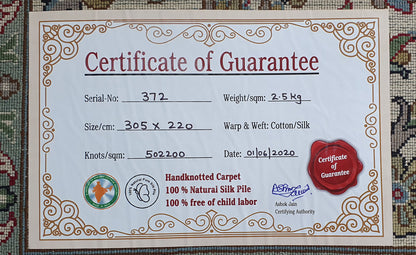 Certificate of Guarantee
Serial-No: 372 Weight/sqm: 2.5 kg
Size/cm: 305 x 220 Warp & Weft: Cotton/Silk
Knots/sqm: 502200 Date: 01/06/2020
Handknotted Carpet
100 % Natural Silk Pile
100 % free of child labor
Certificate of
Guarantee
Ashok Jain
Certifying Authority